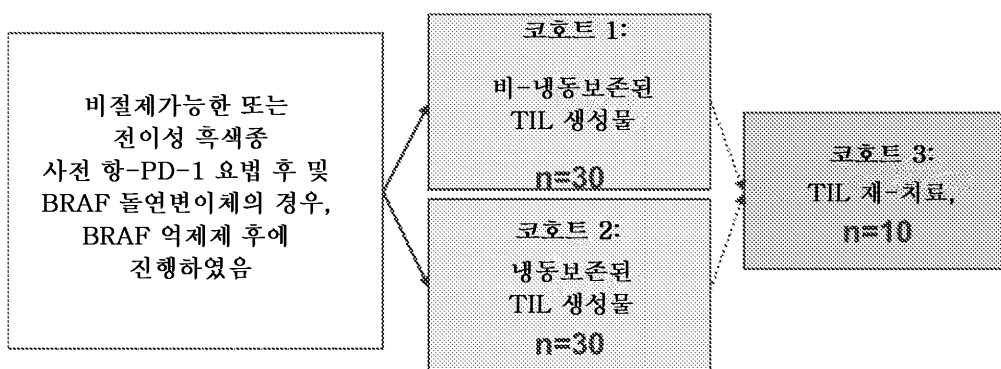 비절제가능한 또는
전이성 흑색종
사전 항-PD-1 요법 후 및
BRAF 돌연변이체의 경우,
BRAF 억제제 후에
진행하였음
코호트 1:
비-냉동보존된
TIL 생성물
n=30
코호트 2:
냉동보존된
TIL 생성물
n=30
코호트 3:
TIL 재-치료,
n=10